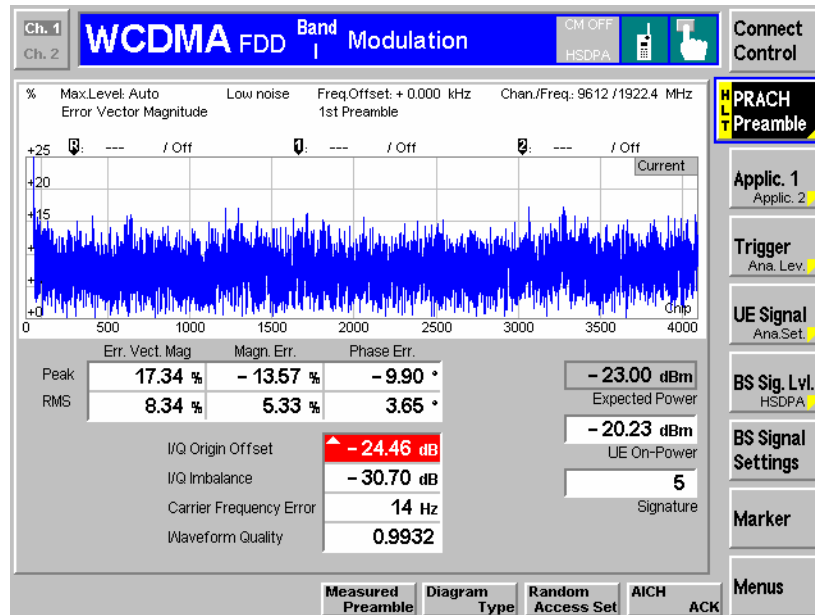 Ch. 1
Ch. 2
WCDMA FDD Band I Modulation
CM OFF
HSDPA
Connect Control
% Max.Level: Auto Low noise Freq.Offset: + 0.000 kHz Chan./Freq.: 9612 / 1922.4 MHz
Error Vector Magnitude 1st Preamble
HLT
PRACH Preamble
+25 R: --- / Off 1: --- / Off 2: --- / Off
Current
+20
+15
+
+
+0
Chip
0 500 1000 1500 2000 2500 3000 3500 4000
Applic. 1
Applic. 2
Trigger
Ana. Lev.
UE Signal
Ana.Set.
BS Sig. Lvl.
HSDPA
BS Signal Settings
Marker
Menus
Err. Vect. Mag Magn. Err. Phase Err.
Peak 17.34 % – 13.57 % – 9.90 °
RMS 8.34 % 5.33 % 3.65 °
– 23.00 dBm
Expected Power
– 20.23 dBm
UE On-Power
5
Signature
I/Q Origin Offset – 24.46 dB
I/Q Imbalance – 30.70 dB
Carrier Frequency Error 14 Hz
Waveform Quality 0.9932
Measured Preamble
Diagram Type
Random Access Set
AICH ACK